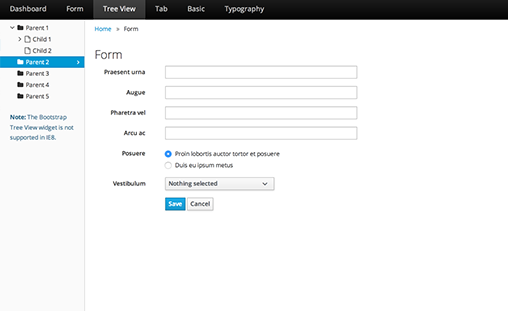 Dashboard Form Tree View Tab Basic Typography
Parent 1
Child 1
Child 2
Parent 2
Parent 3
Parent 4
Parent 5
Note: The Bootstrap
Tree View widget is not
supported in IE8.
Home » Form
Form
Praesent urna
Augue
Pharetra vel
Arcu ac
Posuere Proin lobortis auctor tortor et posuere
Duis eu ipsum metus
Vestibulum Nothing selected
Save Cancel